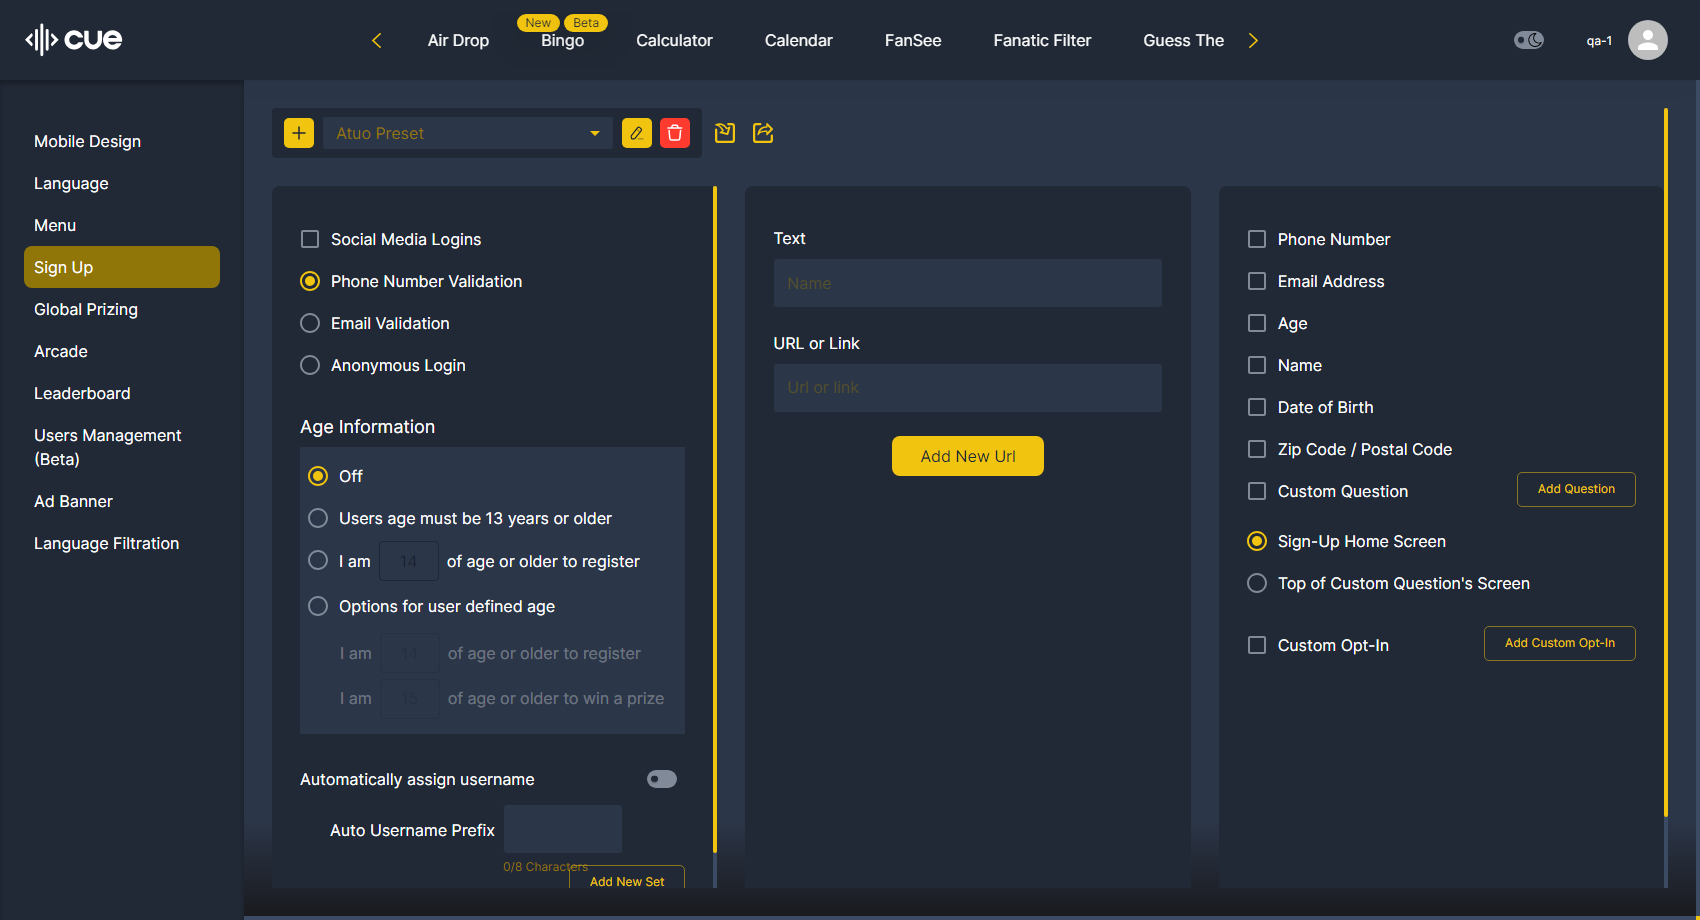 cue
Air Drop
New
Beta
Bingo
Calculator
Calendar
FanSee
Fanatic Filter
Guess The
qa-1
Mobile Design
Language
Menu
Sign Up
Global Prizing
Arcade
Leaderboard
Users Management
(Beta)
Ad Banner
Language Filtration
Atuo Preset
Social Media Logins
Phone Number Validation
Email Validation
Anonymous Login
Age Information
Off
Users age must be 13 years or older
I am 14 of age or older to register
Options for user defined age
I am 14 of age or older to register
I am 15 of age or older to win a prize
Automatically assign username
Auto Username Prefix
0/8 Characters
Add New Set
Text
Name
URL or Link
Url or link
Add New Url
Phone Number
Email Address
Age
Name
Date of Birth
Zip Code / Postal Code
Custom Question
Add Question
Sign-Up Home Screen
Top of Custom Question's Screen
Custom Opt-In
Add Custom Opt-In